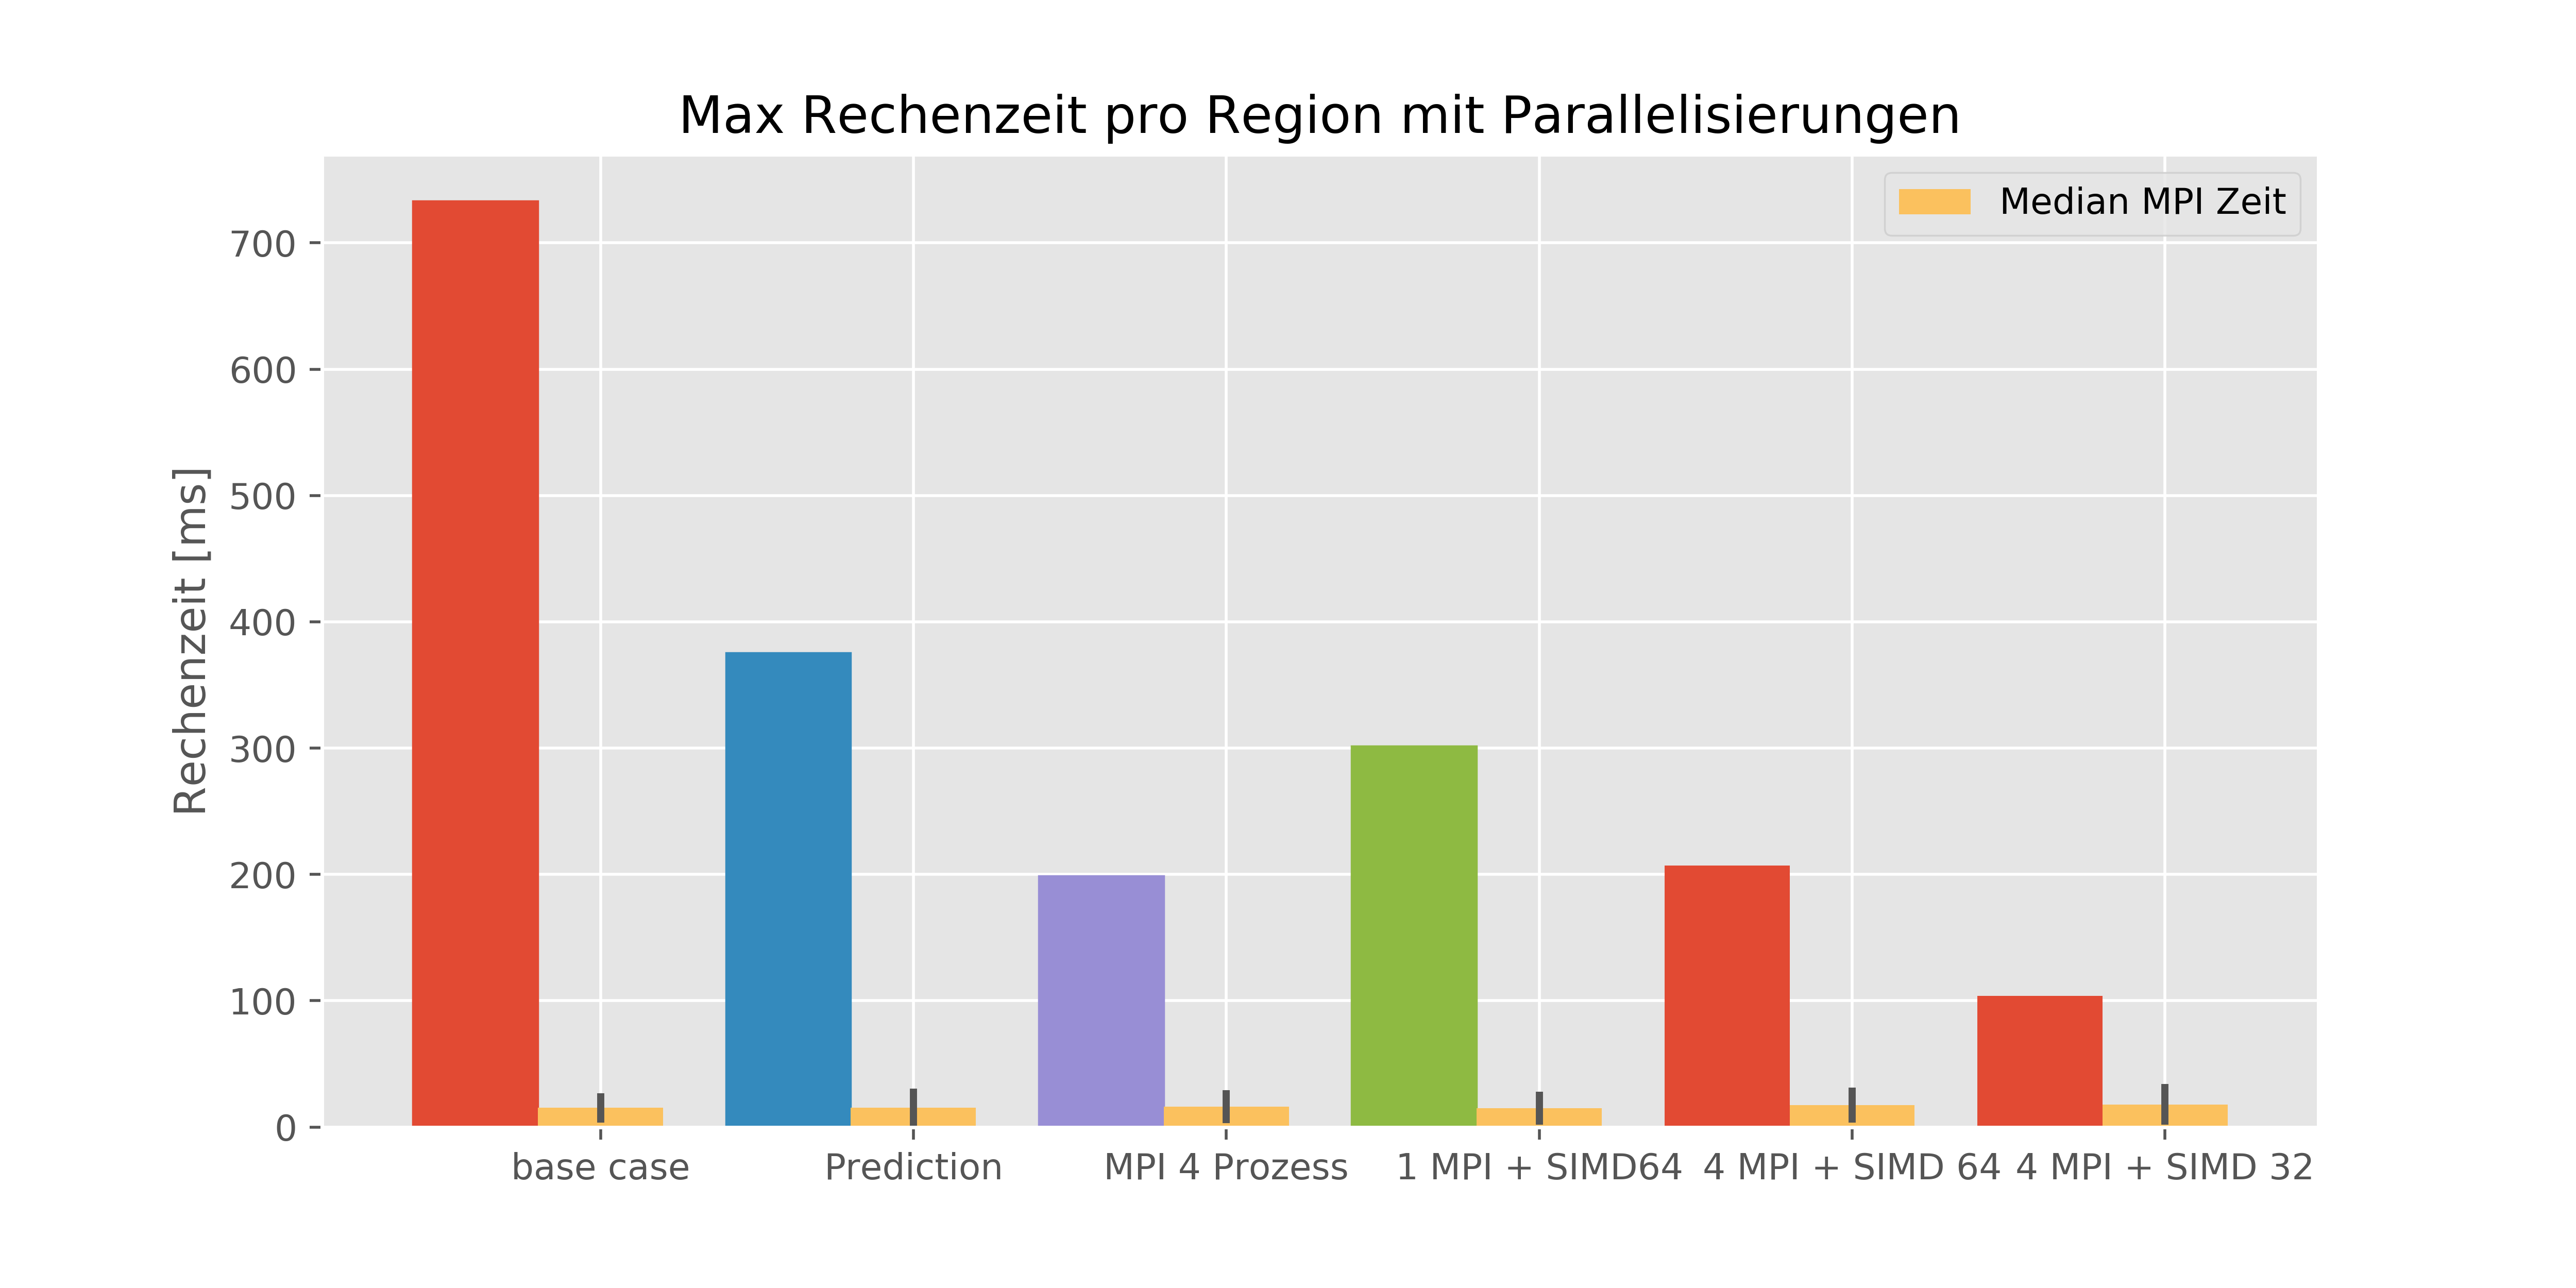 Max Rechenzeit pro Region mit Parallelisierungen
Median MPI Zeit
Rechenzeit [ms]
700
600
500
400
300
200
100
0
base case
Prediction
MPI 4 Prozess
1 MPI + SIMD64
4 MPI + SIMD 64
4 MPI + SIMD 32